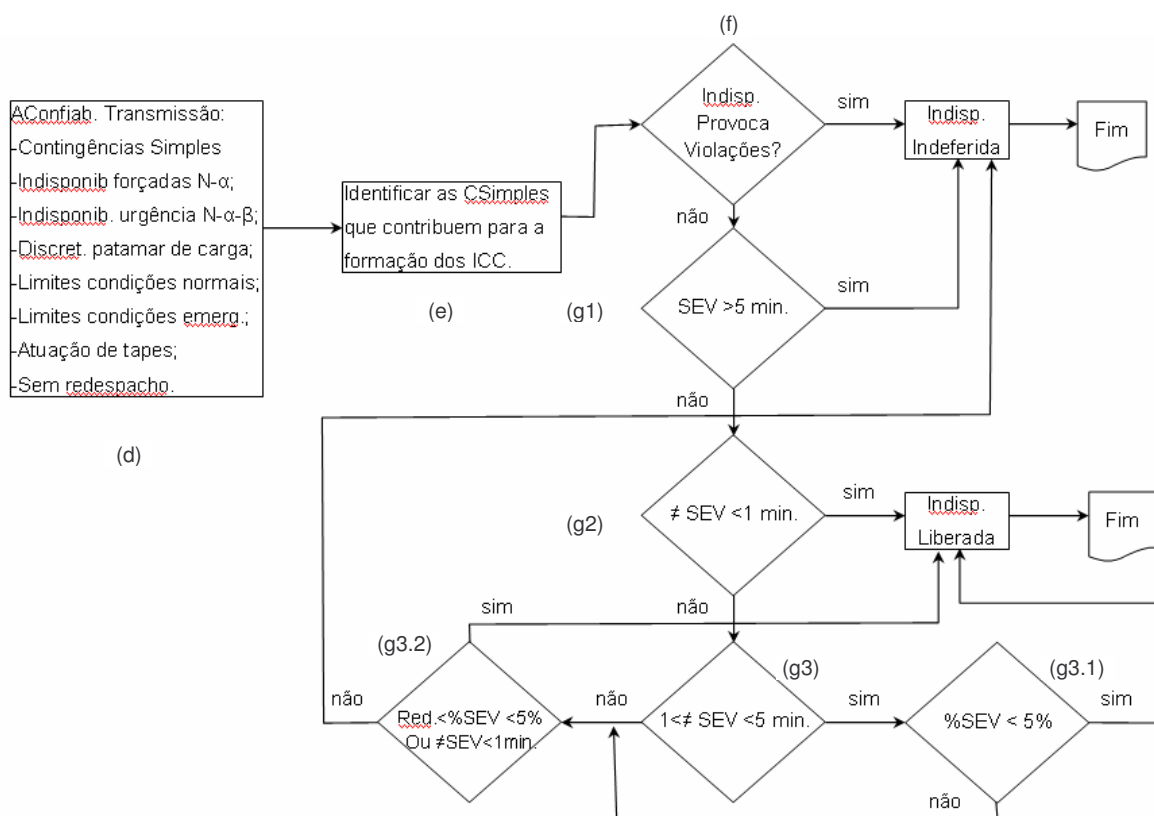 AConfiab. Transmissão:
-Contingências Simples
-Indisponib forçadas N-α;
-Indisponib. urgência N-α-β;
-Discret. patamar de carga;
-Limites condições normais;
-Limites condições emerg.;
-Atuação de tapes;
-Sem redespacho.
(d)
Identificar as CSimples
que contribuem para a
formação dos ICC.
(e)
(f)
Indisp.
Provoca
Violações?
sim
Indisp.
Indeferida
Fim
não
(g1)
SEV >5 min.
sim
não
(g2)
≠ SEV <1 min.
sim
Indisp.
Liberada
Fim
não
sim
(g3.2)
não
Red.<%SEV <5%
Ou ≠SEV<1min.
não
(g3)
1<≠ SEV <5 min.
sim
(g3.1)
%SEV < 5%
sim
não